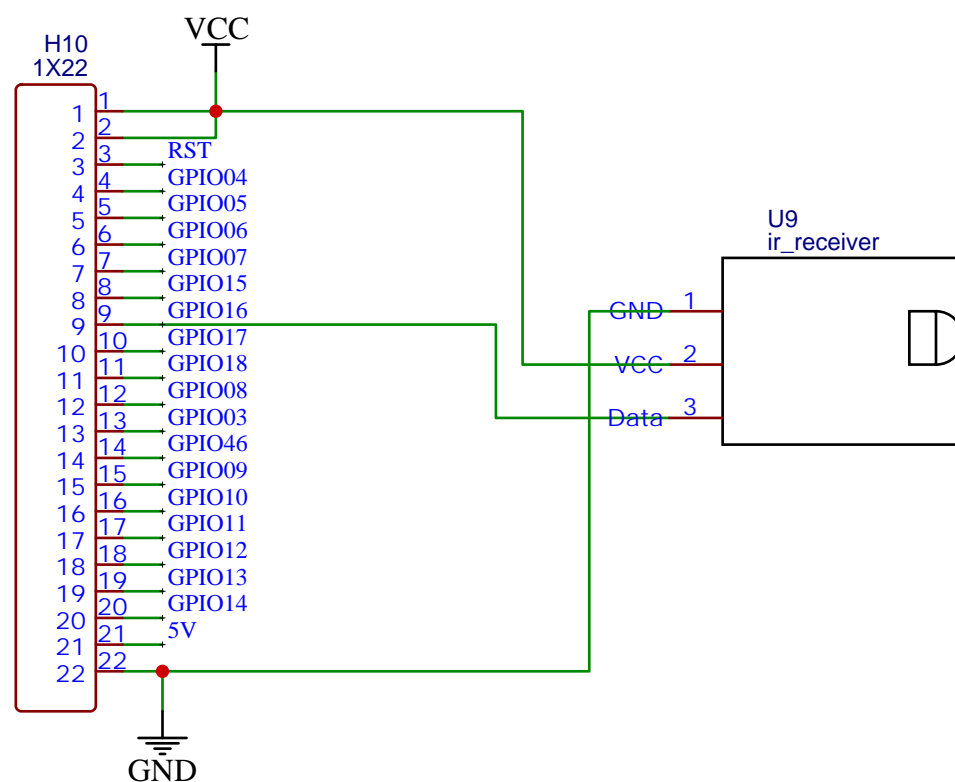 VCC
H10
1X22
1 1
2 2
3 3 RST
4 4 GPIO04
5 5 GPIO05
6 6 GPIO06
7 7 GPIO07
8 8 GPIO15
9 9 GPIO16
10 10 GPIO17
11 11 GPIO18
12 12 GPIO08
13 13 GPIO03
14 14 GPIO46
15 15 GPIO09
16 16 GPIO10
17 17 GPIO11
18 18 GPIO12
19 19 GPIO13
20 20 GPIO14
21 21 5V
22 22
GND
U9
ir_receiver
GND 1
VCC 2
Data 3